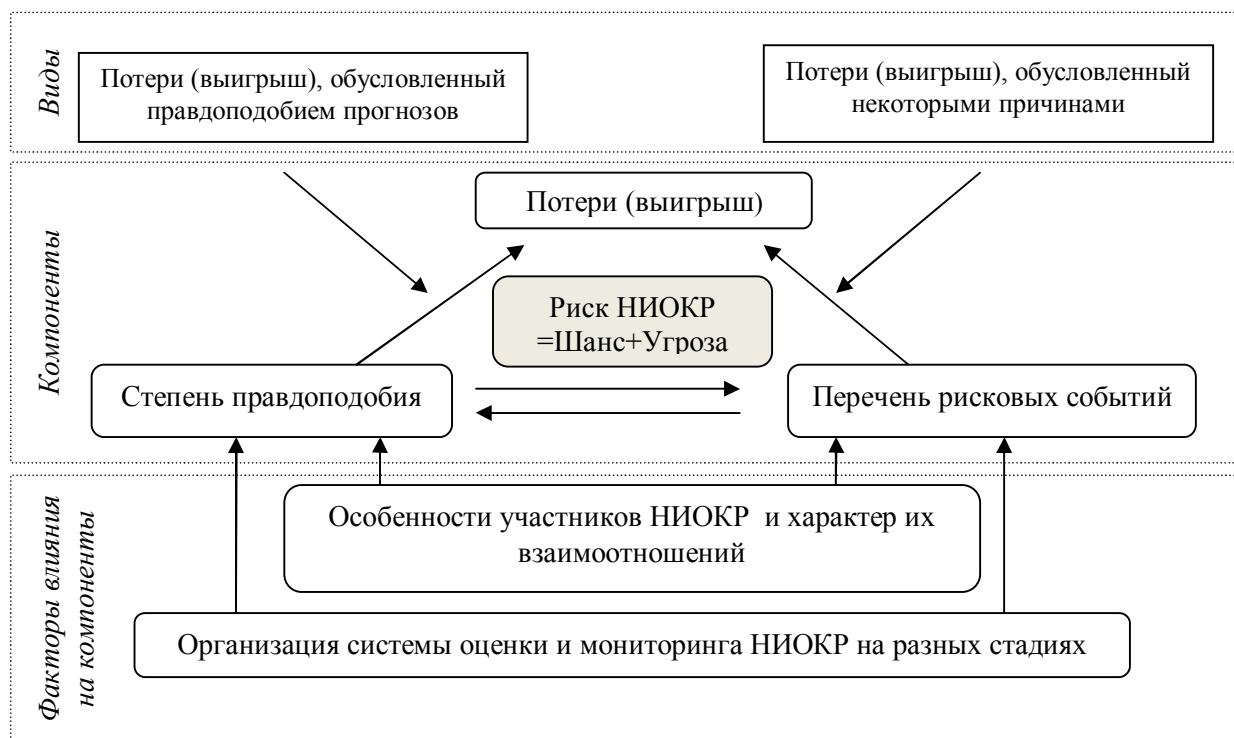 Виды
Потери (выигрыш), обусловленный
правдоподобием прогнозов
Потери (выигрыш), обусловленный
некоторыми причинами
Компоненты
Потери (выигрыш)
Риск НИОКР
=Шанс+Угроза
Степень правдоподобия
Перечень рисковых событий
Факторы влияния
на компоненты
Особенности участников НИОКР и характер их
взаимоотношений
Организация системы оценки и мониторинга НИОКР на разных стадиях